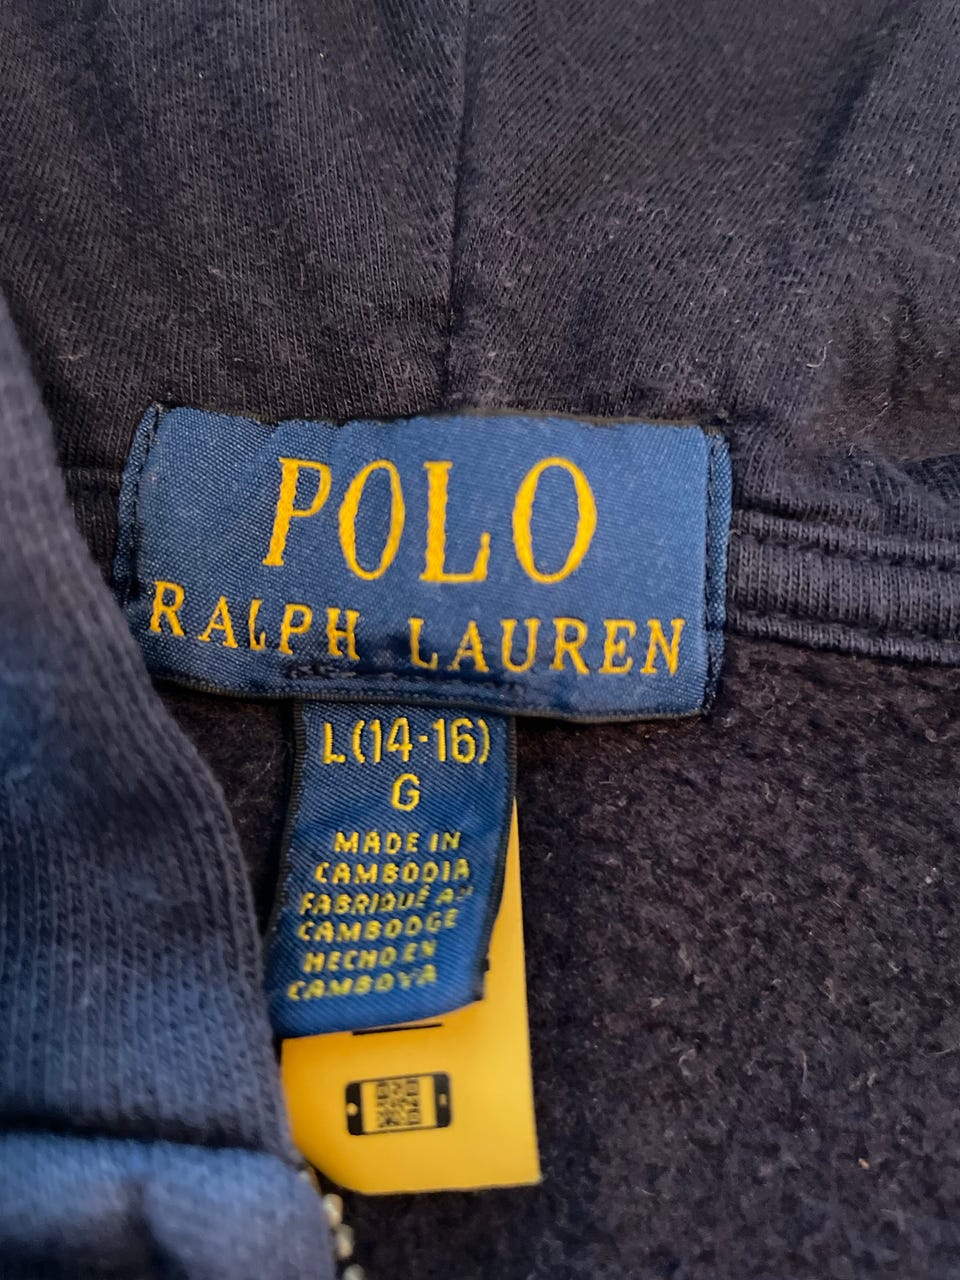 POLO
RALPH LAUREN
L(14-16)
G
MADE IN
CAMBODIA
FABRIQUÉ AU
CAMBODGE
HECHO EN
CAMBOYA